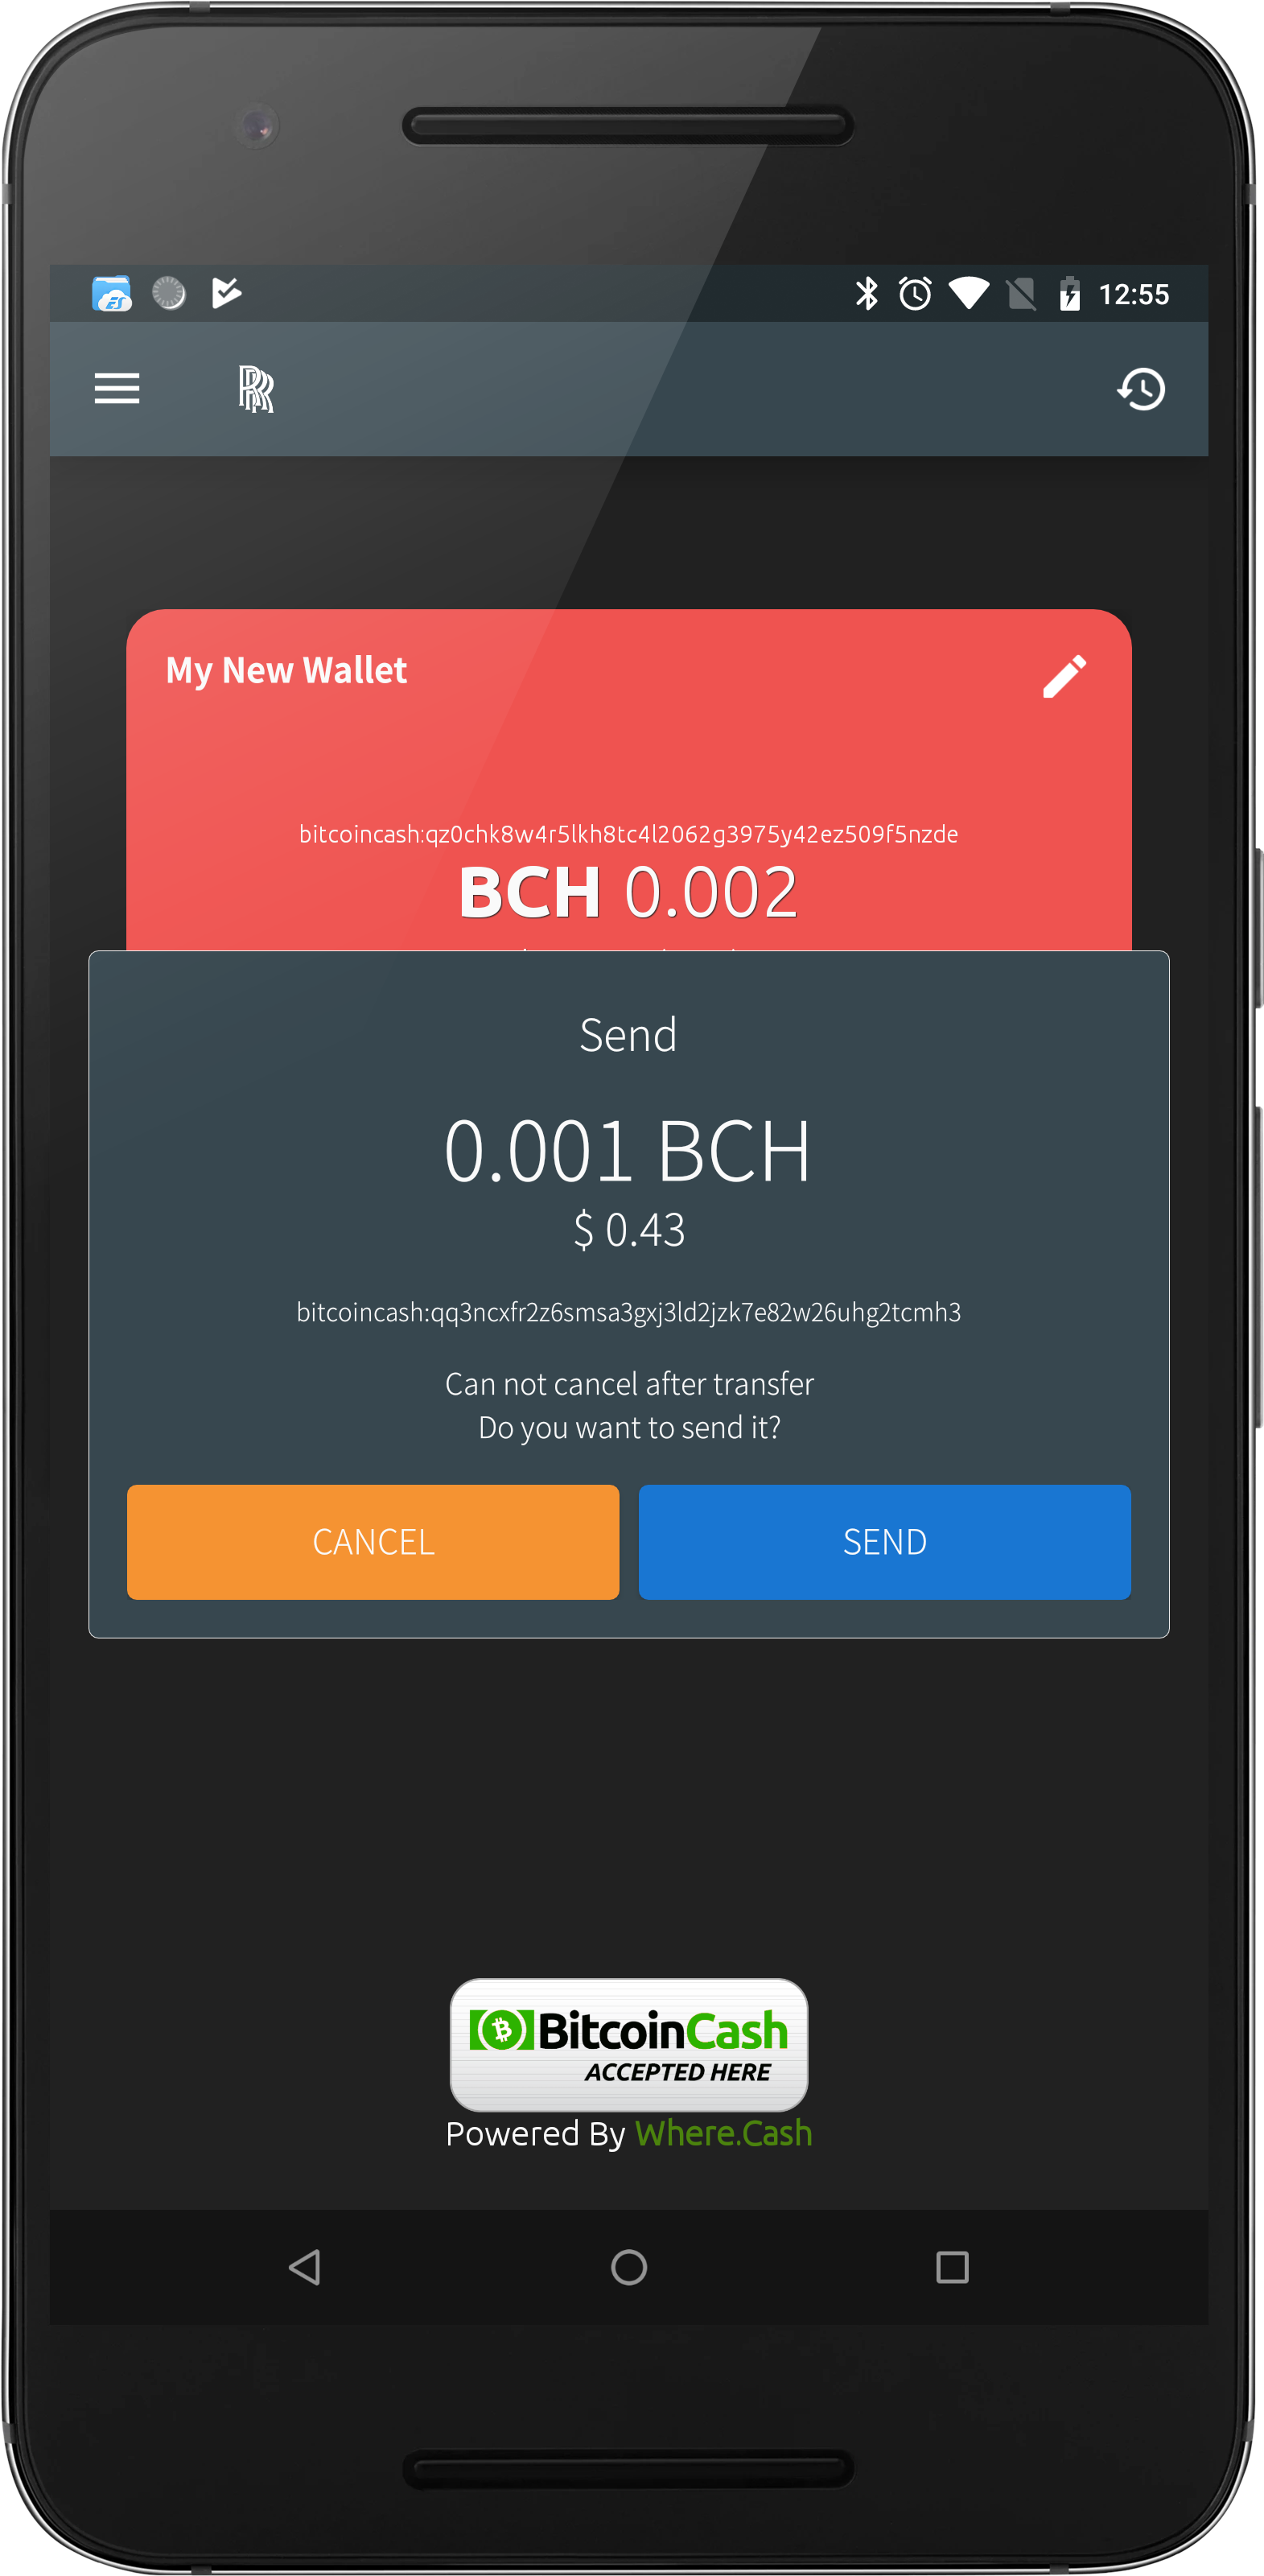 ES
12:55
RRR
My New Wallet
bitcoincash:qz0chk8w4r5lkh8tc4l2062g3975y42ez509f5nzde
BCH 0.002
Send
0.001 BCH
$ 0.43
bitcoincash:qq3ncxfr2z6smsa3gxj3ld2jzk7e82w26uhg2tcmh3
Can not cancel after transfer
Do you want to send it?
CANCEL
SEND
BitcoinCash
ACCEPTED HERE
Powered By Where.Cash